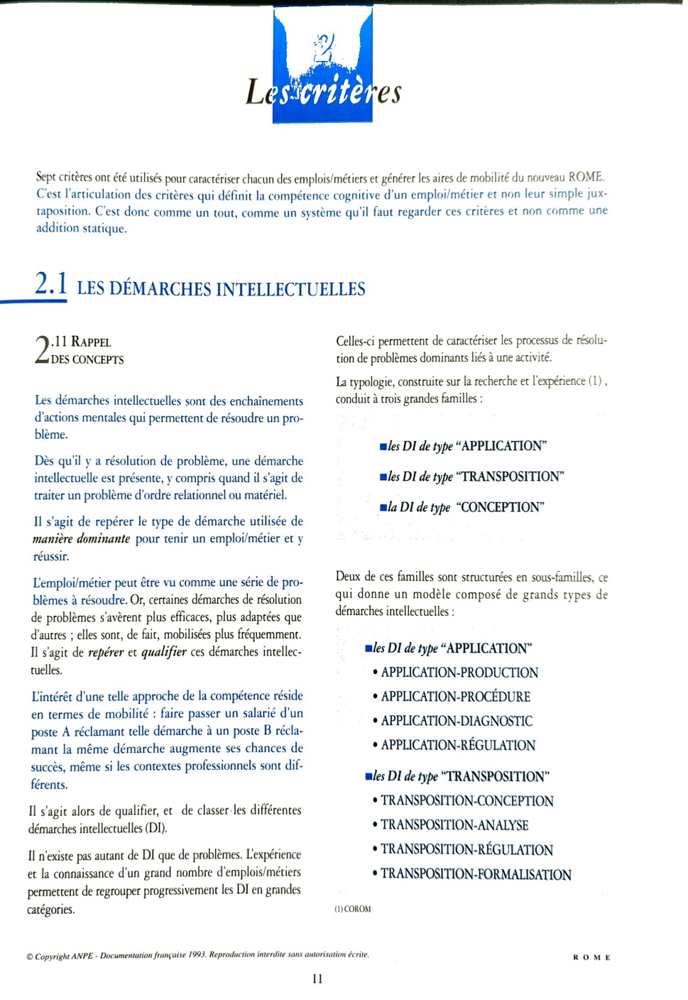 2
Les critères
Sept critères ont été utilisés pour caractériser chacun des emplois/métiers et générer les aires de mobilité du nouveau ROME.
C'est l'articulation des critères qui définit la compétence cognitive d'un emploi/métier et non leur simple jux-
taposition. C'est donc comme un tout, comme un système qu'il faut regarder ces critères et non comme une
addition statique.
2.1 LES DÉMARCHES INTELLECTUELLES
2.11 RAPPEL
DES CONCEPTS
Les démarches intellectuelles sont des enchaînements
d'actions mentales qui permettent de résoudre un pro-
blème.
Dès qu'il y a résolution de problème, une démarche
intellectuelle est présente, y compris quand il s'agit de
traiter un problème d'ordre relationnel ou matériel.
Il s'agit de repérer le type de démarche utilisée de
manière dominante pour tenir un emploi/métier et y
réussir.
L'emploi/métier peut être vu comme une série de pro-
blèmes à résoudre. Or, certaines démarches de résolution
de problèmes s'avèrent plus efficaces, plus adaptées que
d'autres ; elles sont, de fait, mobilisées plus fréquemment.
Il s'agit de repérer et qualifier ces démarches intellec-
tuelles.
L'intérêt d'une telle approche de la compétence réside
en termes de mobilité : faire passer un salarié d'un
poste A réclamant telle démarche à un poste B récla-
mant la même démarche augmente ses chances de
succès, même si les contextes professionnels sont dif-
férents.
Il s'agit alors de qualifier, et de classer les différentes
démarches intellectuelles (DI).
Il n'existe pas autant de DI que de problèmes. L'expérience
et la connaissance d'un grand nombre d'emplois/métiers
permettent de regrouper progressivement les DI en grandes
catégories.
Celles-ci permettent de caractériser les processus de résolu-
tion de problèmes dominants liés à une activité.
La typologie, construite sur la recherche et l'expérience (1) ,
conduit à trois grandes familles :
■ les DI de type "APPLICATION"
■ les DI de type "TRANSPOSITION"
■ la DI de type "CONCEPTION"
Deux de ces familles sont structurées en sous-familles, ce
qui donne un modèle composé de grands types de
démarches intellectuelles :
■ les DI de type "APPLICATION"
• APPLICATION-PRODUCTION
• APPLICATION-PROCÉDURE
• APPLICATION-DIAGNOSTIC
• APPLICATION-RÉGULATION
■ les DI de type "TRANSPOSITION"
• TRANSPOSITION-CONCEPTION
• TRANSPOSITION-ANALYSE
• TRANSPOSITION-RÉGULATION
• TRANSPOSITION-FORMALISATION
(1) COROM
© Copyright ANPE - Documentation française 1993. Reproduction interdite sans autorisation écrite.
ROME
11